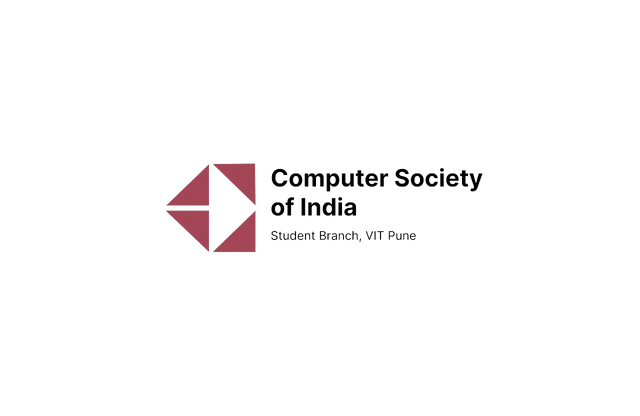 Computer Society
of India
Student Branch, VIT Pune